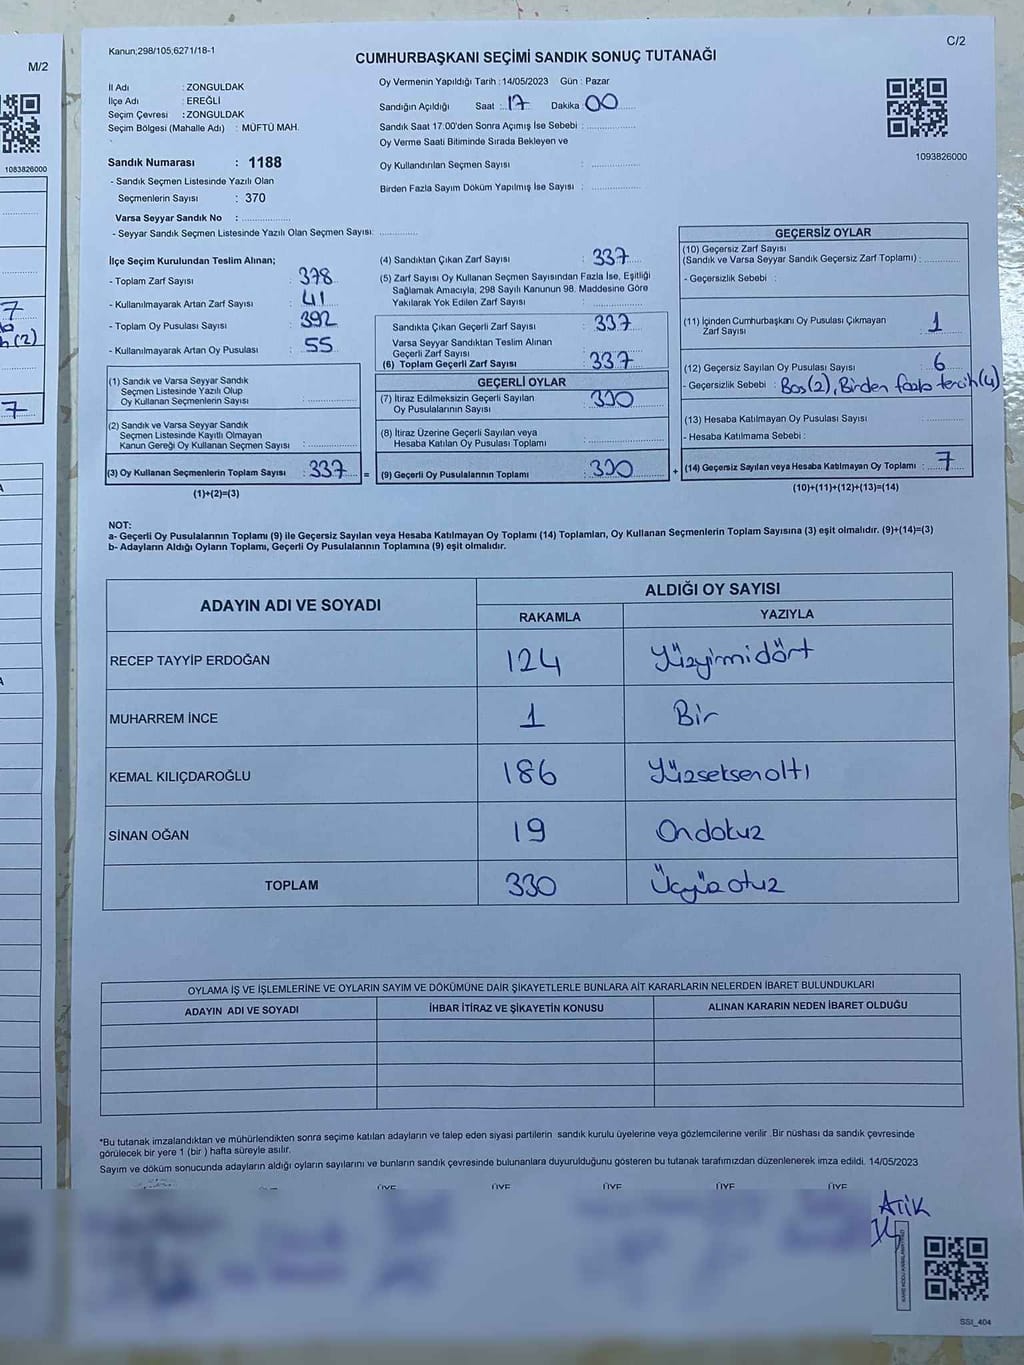 M/2
1083826000
7
h(2)
7
Kanun;298/105,6271/18-1
C/2
CUMHURBAŞKANI SEÇİMİ SANDIK SONUÇ TUTANAĞI
İl Adı : ZONGULDAK
İlçe Adı : EREĞLİ
Seçim Çevresi : ZONGULDAK
Seçim Bölgesi (Mahalle Adı) : MÜFTÜ MAH.
Sandık Numarası : 1188
- Sandık Seçmen Listesinde Yazılı Olan
Seçmenlerin Sayısı : 370
Varsa Seyyar Sandık No :
- Seyyar Sandık Seçmen Listesinde Yazılı Olan Seçmen Sayısı:
Oy Vermenin Yapıldığı Tarih : 14/05/2023 Gün : Pazar
Sandığın Açıldığı Saat : 17 Dakika 00
Sandık Saat 17:00'den Sonra Açımış İse Sebebi :
Oy Verme Saati Bitiminde Sırada Bekleyen ve
Oy Kullandırılan Seçmen Sayısı :
Birden Fazla Sayım Döküm Yapılmış İse Sayısı :
1093826000
İlçe Seçim Kurulundan Teslim Alınan;
- Toplam Zarf Sayısı : 378
- Kullanılmayarak Artan Zarf Sayısı : 41
- Toplam Oy Pusulası Sayısı : 392
- Kullanılmayarak Artan Oy Pusulası : 55
(1) Sandık ve Varsa Seyyar Sandık
Seçmen Listesinde Yazılı Olup
Oy Kullanan Seçmenlerin Sayısı :
(2) Sandık ve Varsa Seyyar Sandık
Seçmen Listesinde Kayıtlı Olmayan
Kanun Gereği Oy Kullanan Seçmen Sayısı :
(3) Oy Kullanan Seçmenlerin Toplam Sayısı : 337 =
(1)+(2)=(3)
(4) Sandıktan Çıkan Zarf Sayısı : 337
(5) Zarf Sayısı Oy Kullanan Seçmen Sayısından Fazla İse, Eşitliği
Sağlamak Amacıyla, 298 Sayılı Kanunun 98. Maddesine Göre
Yakılarak Yok Edilen Zarf Sayısı :
Sandıkta Çıkan Geçerli Zarf Sayısı : 337
Varsa Seyyar Sandıktan Teslim Alınan
Geçerli Zarf Sayısı :
(6) Toplam Geçerli Zarf Sayısı : 337
GEÇERLİ OYLAR
(7) İtiraz Edilmeksizin Geçerli Sayılan
Oy Pusulalarının Sayısı : 330
(8) İtiraz Üzerine Geçerli Sayılan veya
Hesaba Katılan Oy Pusulası Toplamı :
(9) Geçerli Oy Pusulalarının Toplamı : 330 +
GEÇERSİZ OYLAR
(10) Geçersiz Zarf Sayısı
(Sandık ve Varsa Seyyar Sandık Geçersiz Zarf Toplamı) :
- Geçersizlik Sebebi :
(11) İçinden Cumhurbaşkanı Oy Pusulası Çıkmayan
Zarf Sayısı : 1
(12) Geçersiz Sayılan Oy Pusulası Sayısı : 6
- Geçersizlik Sebebi : Boş(2), Birden fazla tercih(4)
(13) Hesaba Katılmayan Oy Pusulası Sayısı :
- Hesaba Katılmama Sebebi :
(14) Geçersiz Sayılan veya Hesaba Katılmayan Oy Toplamı : 7
(10)+(11)+(12)+(13)=(14)
NOT:
a- Geçerli Oy Pusulalarının Toplamı (9) ile Geçersiz Sayılan veya Hesaba Katılmayan Oy Toplamı (14) Toplamları, Oy Kullanan Seçmenlerin Toplam Sayısına (3) eşit olmalıdır. (9)+(14)=(3)
b- Adayların Aldığı Oyların Toplamı, Geçerli Oy Pusulalarının Toplamına (9) eşit olmalıdır.
ADAYIN ADI VE SOYADI
ALDIĞI OY SAYISI
RAKAMLA YAZIYLA
RECEP TAYYİP ERDOĞAN 124 Yüzyirmidört
MUHARREM İNCE 1 Bir
KEMAL KILIÇDAROĞLU 186 Yüzseksenaltı
SİNAN OĞAN 19 Ondokuz
TOPLAM 330 Üçyüzotuz
OYLAMA İŞ VE İŞLEMLERİNE VE OYLARIN SAYIM VE DÖKÜMÜNE DAİR ŞİKAYETLERLE BUNLARA AİT KARARLARIN NELERDEN İBARET BULUNDUKLARI
ADAYIN ADI VE SOYADI İHBAR İTİRAZ VE ŞİKAYETİN KONUSU ALINAN KARARIN NEDEN İBARET OLDUĞU
*Bu tutanak imzalandıktan ve mühürlendikten sonra seçime katılan adayların ve talep eden siyasi partilerin sandık kurulu üyelerine veya gözlemcilerine verilir .Bir nüshası da sandık çevresinde
görülecek bir yere 1 (bir ) hafta süreyle asılır.
Sayım ve döküm sonucunda adayların aldığı oyların sayılarını ve bunların sandık çevresinde bulunanlara duyurulduğunu gösteren bu tutanak tarafımızdan düzenlenerek imza edildi. 14/05/2023
ÜYE ÜYE ÜYE ÜYE ÜYE
Atik
SSI_404